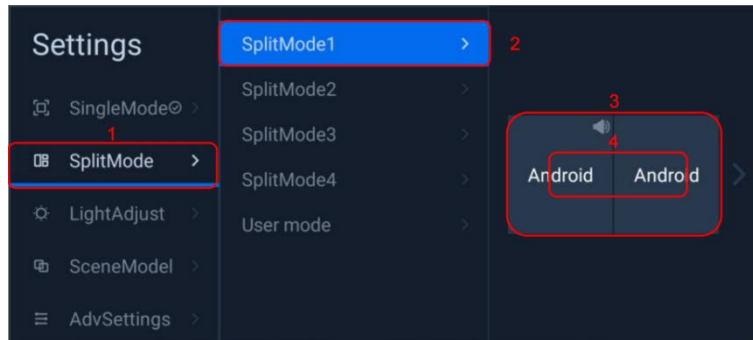 Settings
SingleMode
1
SplitMode
LightAdjust
SceneModel
AdvSettings
SplitMode1
2
SplitMode2
SplitMode3
SplitMode4
User mode
3
4
Android Android